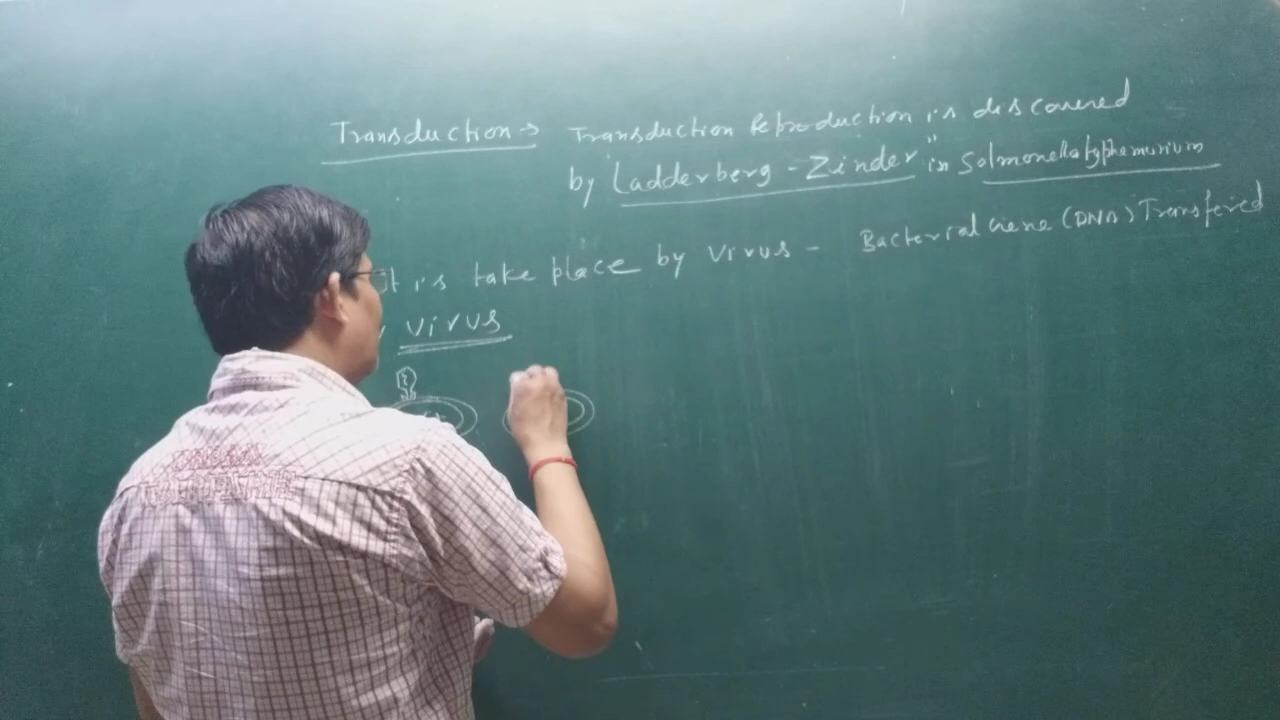 Transduction→ Transduction Reproduction is discovered
by Ladderberg - Zinder" in Salmonella typhemurium
It is take place by Virus - Bacterial Gene (DNA) Transfered
Virus